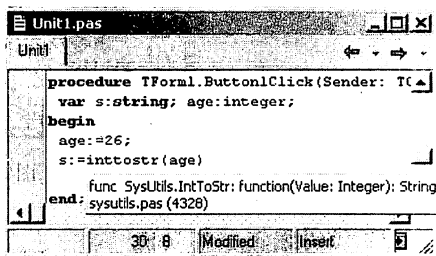 Unit1.pas
Unit1
procedure TForm1.Button1Click(Sender: TO
var s:string; age:integer;
begin
age:=26;
s:=inttostr(age)
func SysUtils.IntToStr: function(Value: Integer): String
end;
sysutils.pas (4328)
30: 8 Modified Insert